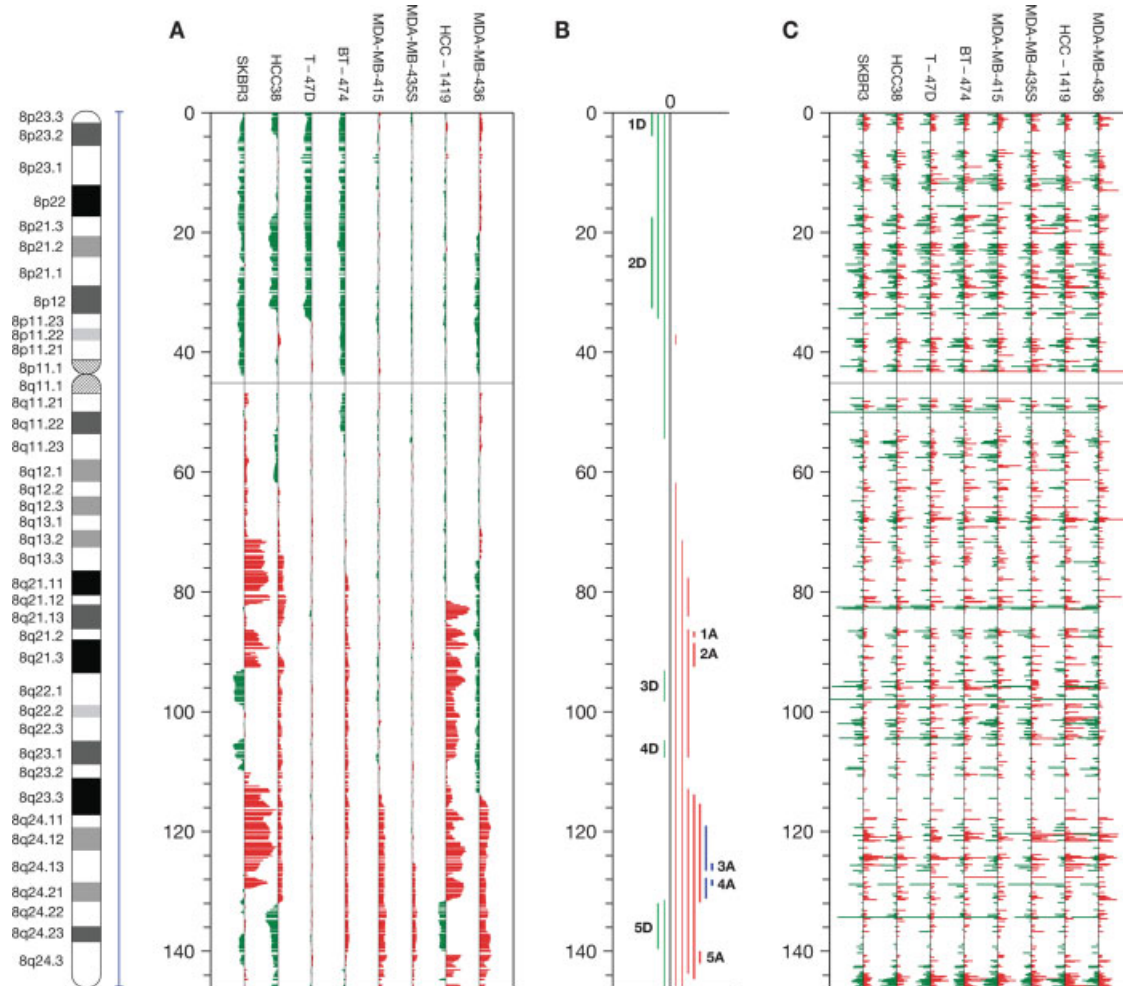 A
B
C
SKBR3
HCC38
T – 47D
BT – 474
MDA-MB-415
MDA-MB-435S
HCC – 1419
MDA-MB-436
0
SKBR3
HCC38
T – 47D
BT – 474
MDA-MB-415
MDA-MB-435S
HCC – 1419
MDA-MB-436
8p23.3
8p23.2
8p23.1
8p22
8p21.3
8p21.2
8p21.1
8p12
8p11.23
8p11.22
8p11.21
8p11.1
8q11.1
8q11.21
8q11.22
8q11.23
8q12.1
8q12.2
8q12.3
8q13.1
8q13.2
8q13.3
8q21.11
8q21.12
8q21.13
8q21.2
8q21.3
8q22.1
8q22.2
8q22.3
8q23.1
8q23.2
8q23.3
8q24.11
8q24.12
8q24.13
8q24.21
8q24.22
8q24.23
8q24.3
0
20
40
60
80
100
120
140
0
20
40
60
80
100
120
140
1D
2D
1A
2A
3D
4D
3A
4A
5D
5A
0
20
40
60
80
100
120
140